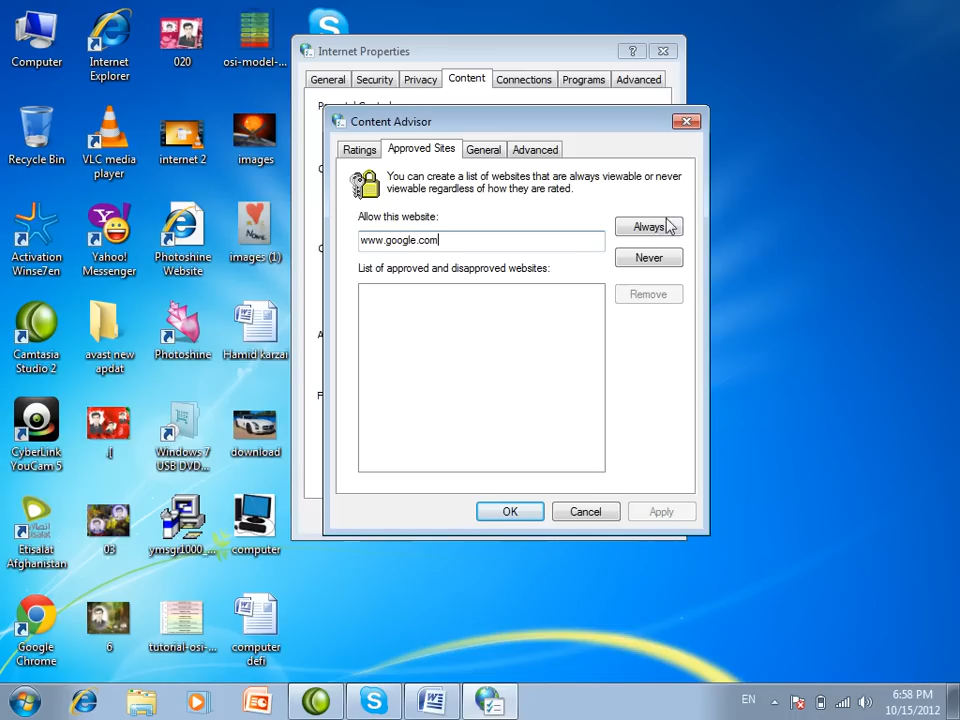 Computer
Internet
Explorer
020
osi-model-...
Recycle Bin
VLC media
player
internet 2
images
Activation
Winse7en
Yahoo!
Messenger
Photoshine
Website
images (1)
Camtasia
Studio 2
avast new
apdat
Photoshine
Hamid karzai
CyberLink
YouCam 5
.[
Windows 7
USB DVD...
download
Etisalat
Afghanistan
03
ymsgr1000_...
computer
Google
Chrome
6
tutorial-osi-...
computer
defi
Internet Properties
General
Security
Privacy
Content
Connections
Programs
Advanced
Content Advisor
Ratings
Approved Sites
General
Advanced
You can create a list of websites that are always viewable or never
viewable regardless of how they are rated.
Allow this website:
www.google.com
Always
Never
List of approved and disapproved websites:
Remove
OK
Cancel
Apply
EN
6:58 PM
10/15/2012